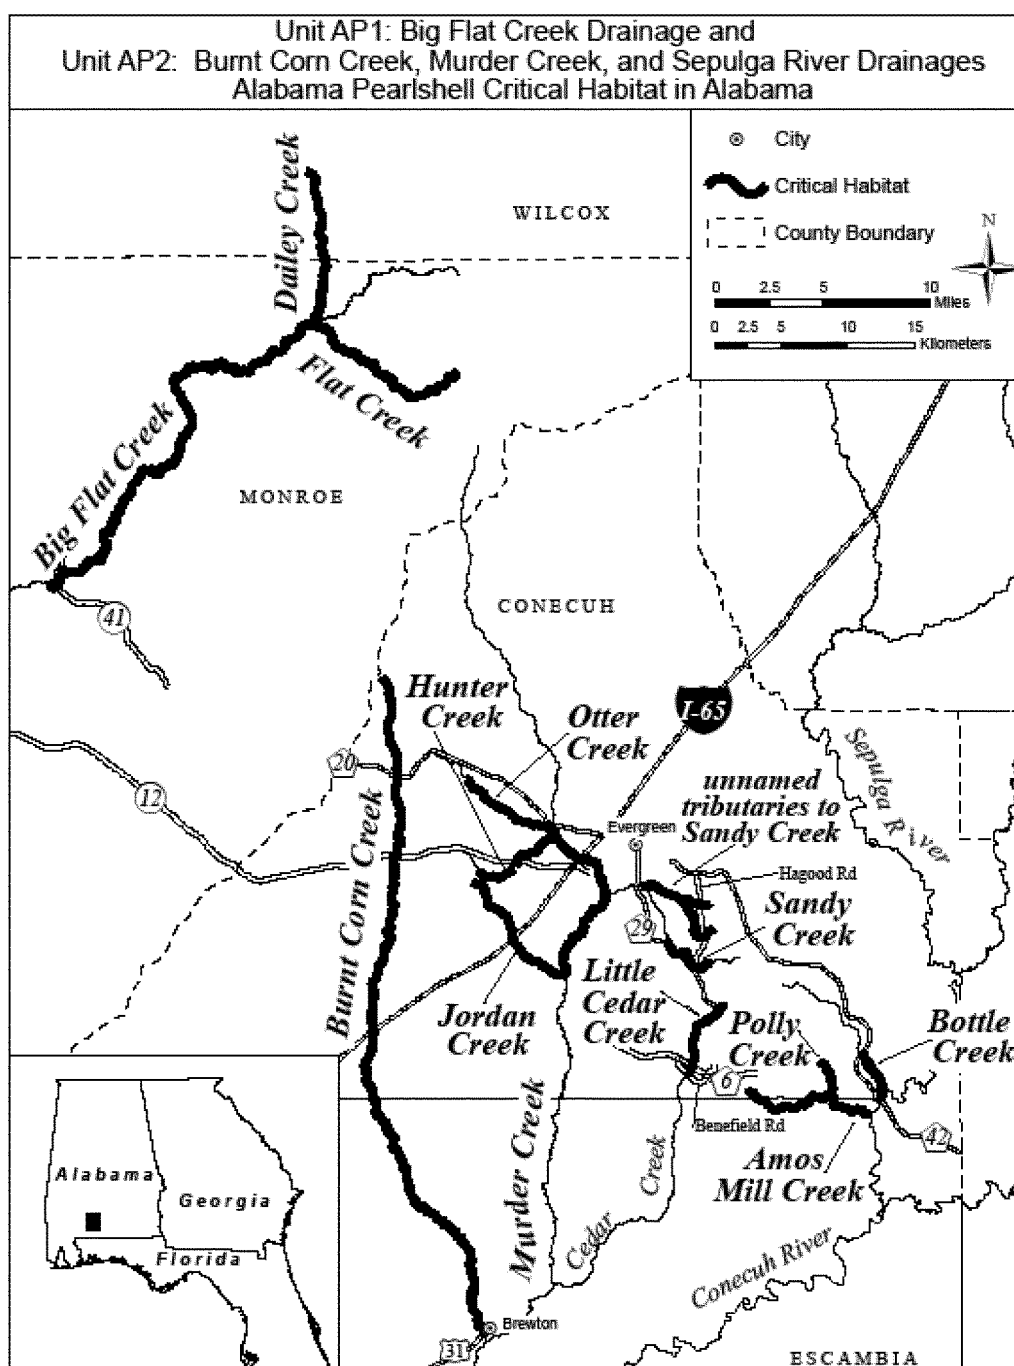 Unit AP1: Big Flat Creek Drainage and
Unit AP2: Burnt Corn Creek, Murder Creek, and Sepulga River Drainages
Alabama Pearlshell Critical Habitat in Alabama
City
Critical Habitat
County Boundary
N
0 2.5 5 10
Miles
0 2.5 5 10 15
Kilometers
WILCOX
Dailey Creek
Flat Creek
Big Flat Creek
MONROE
41
CONECUH
Hunter
Creek
Otter
Creek
I-65
Sepulga River
20
12
unnamed
tributaries to
Sandy Creek
Evergreen
Hagood Rd
Burnt Corn Creek
Sandy
Creek
29
Little
Cedar
Creek
Jordan
Creek
Polly
Creek
Bottle
Creek
6
Benefield Rd
42
Amos
Mill Creek
Murder Creek
Cedar Creek
Conecuh River
Alabama
Georgia
Florida
Brewton
31
ESCAMBIA